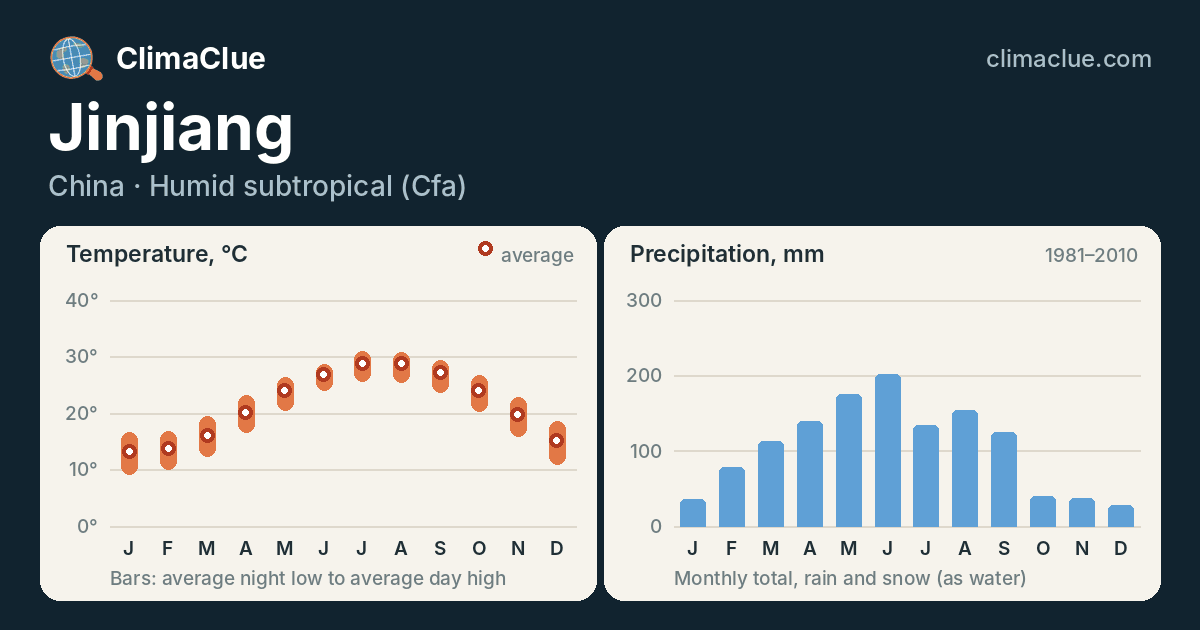 ClimaClue
climaclue.com
Jinjiang
China · Humid subtropical (Cfa)
Temperature, °C
average
40°
30°
20°
10°
0°
J F M A M J J A S O N D
Bars: average night low to average day high
Precipitation, mm
1981–2010
300
200
100
0
J F M A M J J A S O N D
Monthly total, rain and snow (as water)